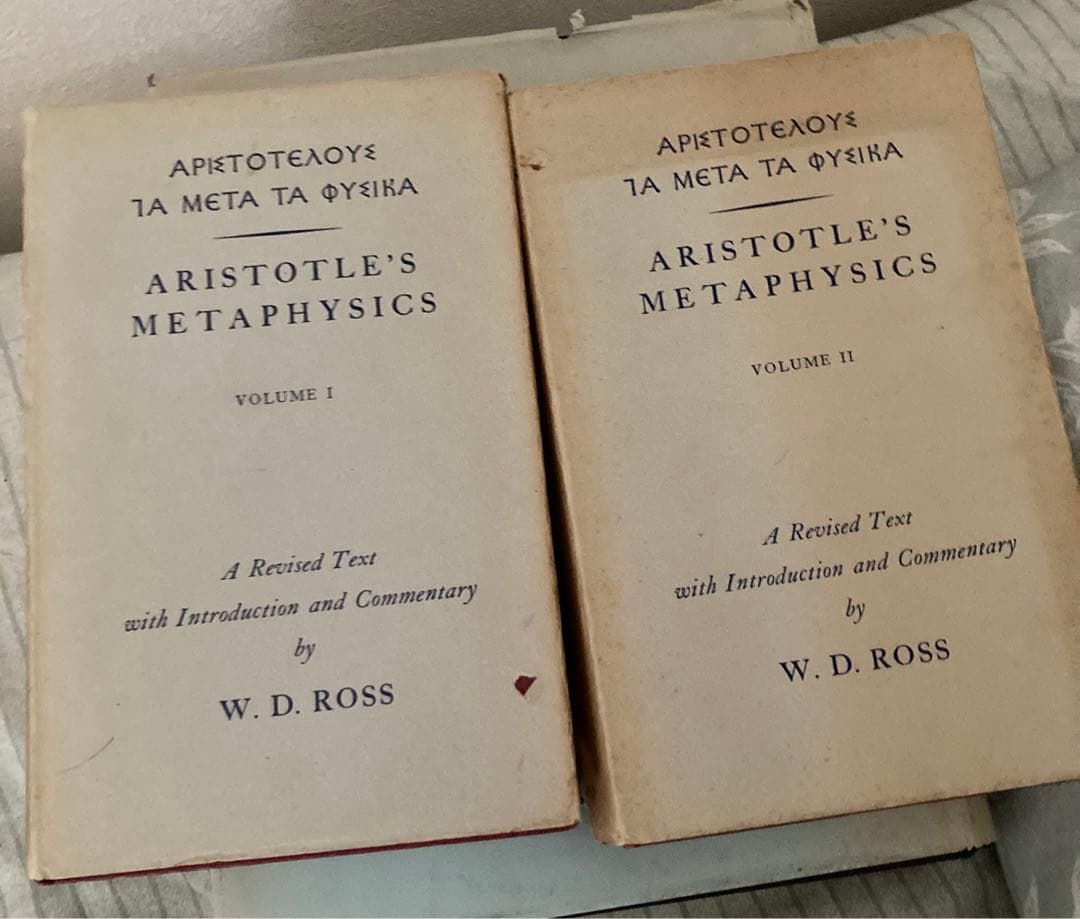 ΑΡΙΣΤΟΤΕΛΟΥΣ
ΤΑ ΜΕΤΑ ΤΑ ΦΥΣΙΚΑ
ARISTOTLE'S
METAPHYSICS
VOLUME I
A Revised Text
with Introduction and Commentary
by
W. D. ROSS
ΑΡΙΣΤΟΤΕΛΟΥΣ
ΤΑ ΜΕΤΑ ΤΑ ΦΥΣΙΚΑ
ARISTOTLE'S
METAPHYSICS
VOLUME II
A Revised Text
with Introduction and Commentary
by
W. D. ROSS